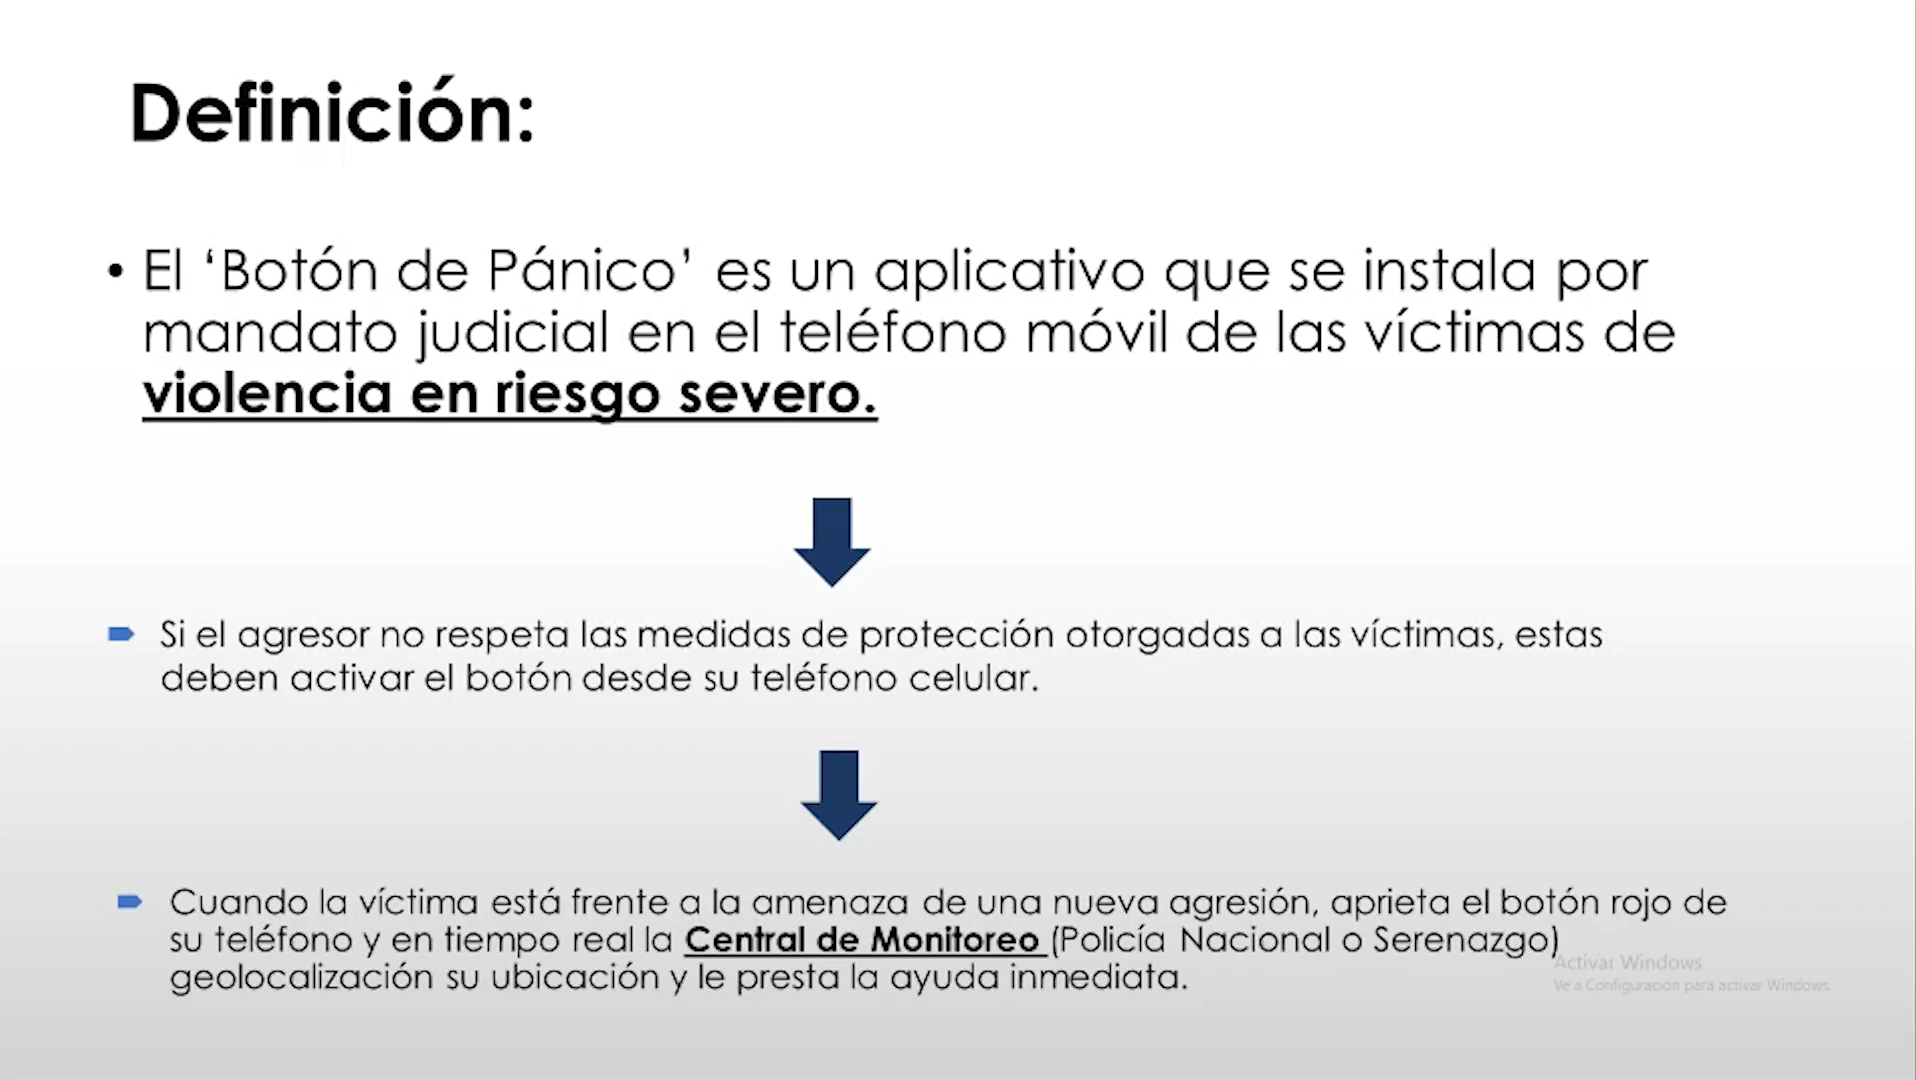 Definición:
• El ‘Botón de Pánico’ es un aplicativo que se instala por
mandato judicial en el teléfono móvil de las víctimas de
violencia en riesgo severo.
Si el agresor no respeta las medidas de protección otorgadas a las víctimas, estas
deben activar el botón desde su teléfono celular.
Cuando la víctima está frente a la amenaza de una nueva agresión, aprieta el botón rojo de
su teléfono y en tiempo real la Central de Monitoreo (Policía Nacional o Serenazgo)
geolocalización su ubicación y le presta la ayuda inmediata.
Activar Windows
Ve a Configuración para activar Windows.